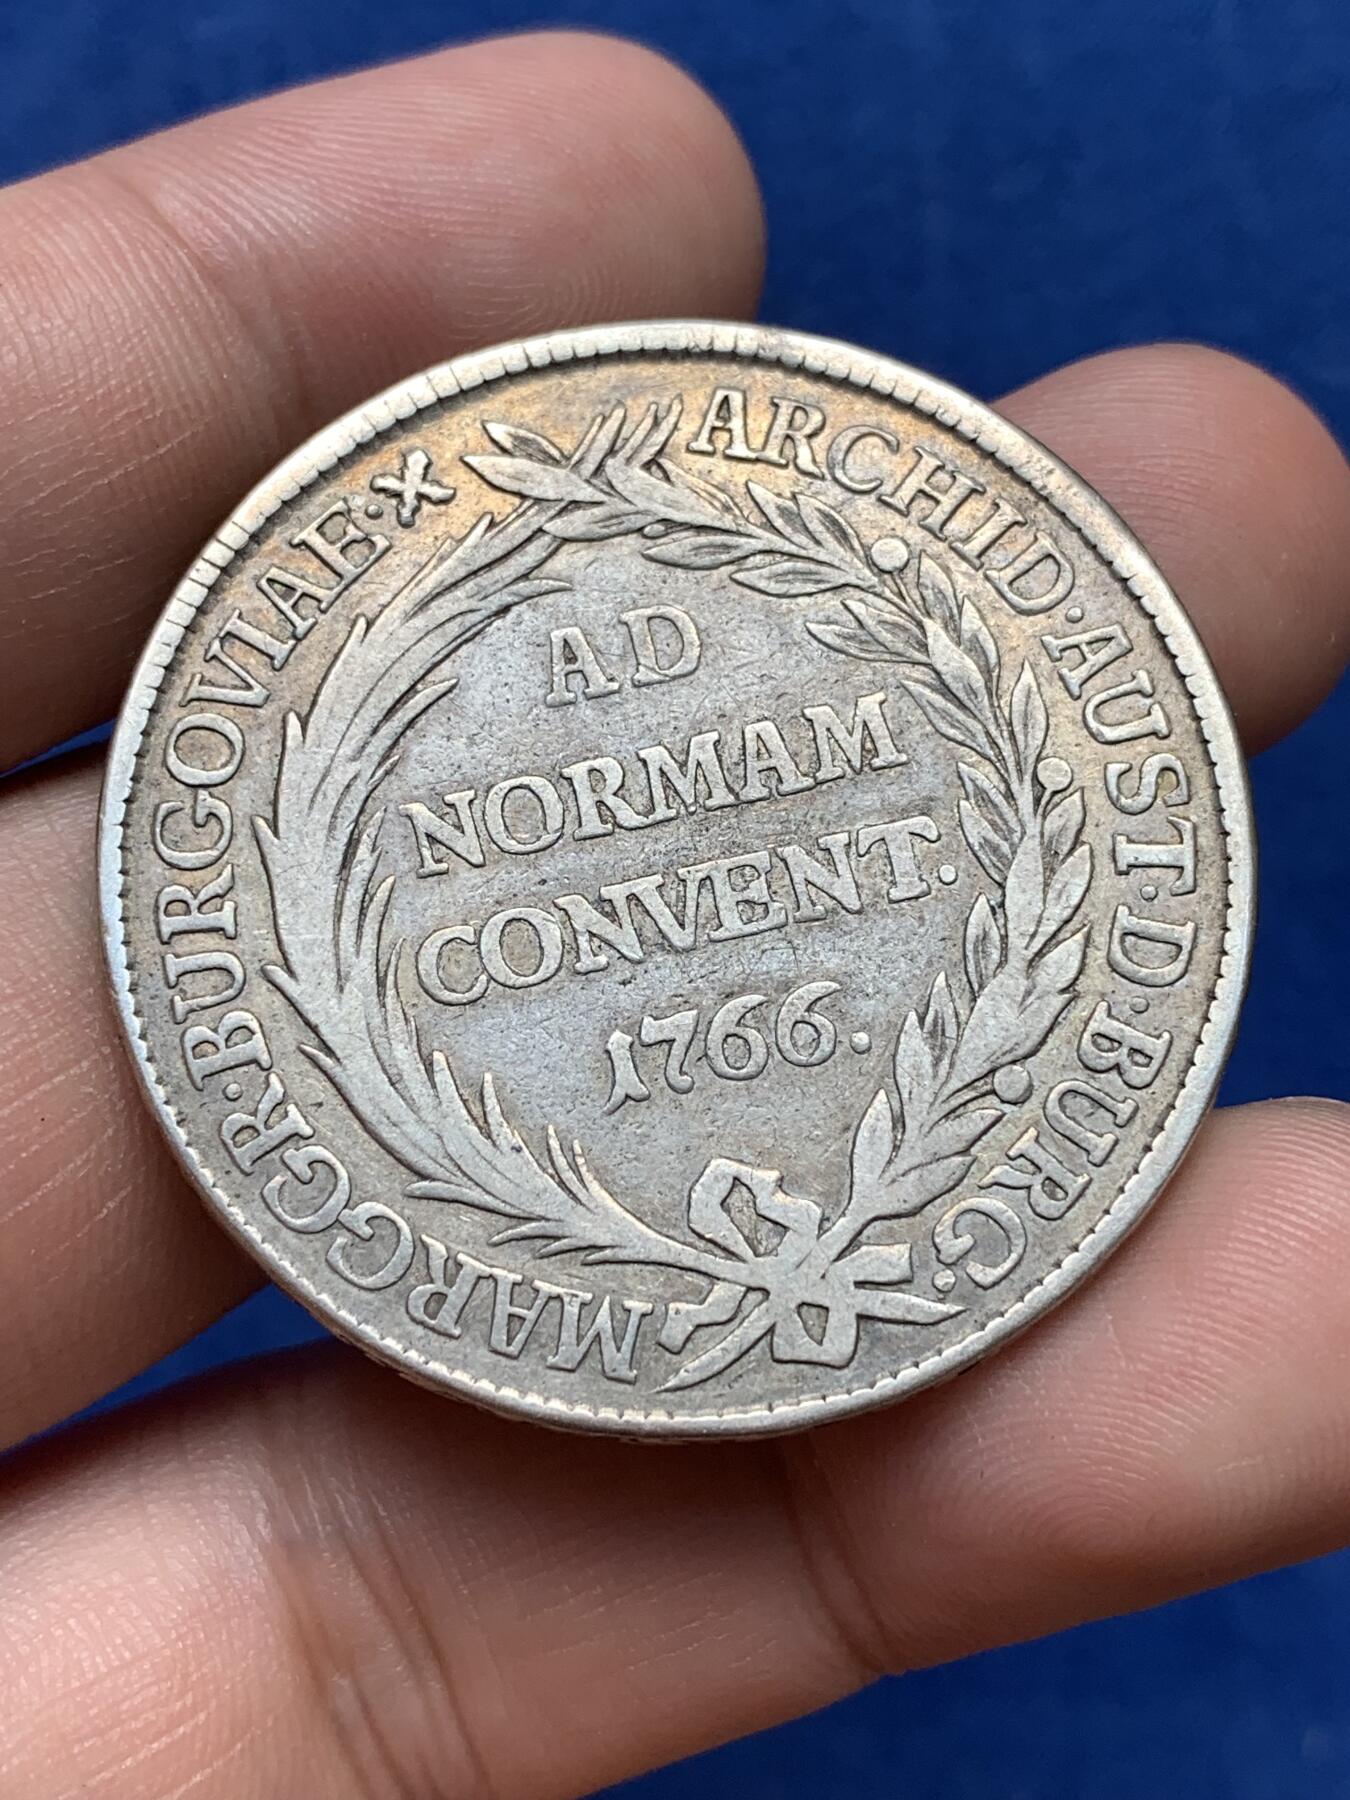 ARCHID·AUST·D·BURG·
MARGGR·BURGOVIAE·X
AD
NORMAM
CONVENT.
1766.